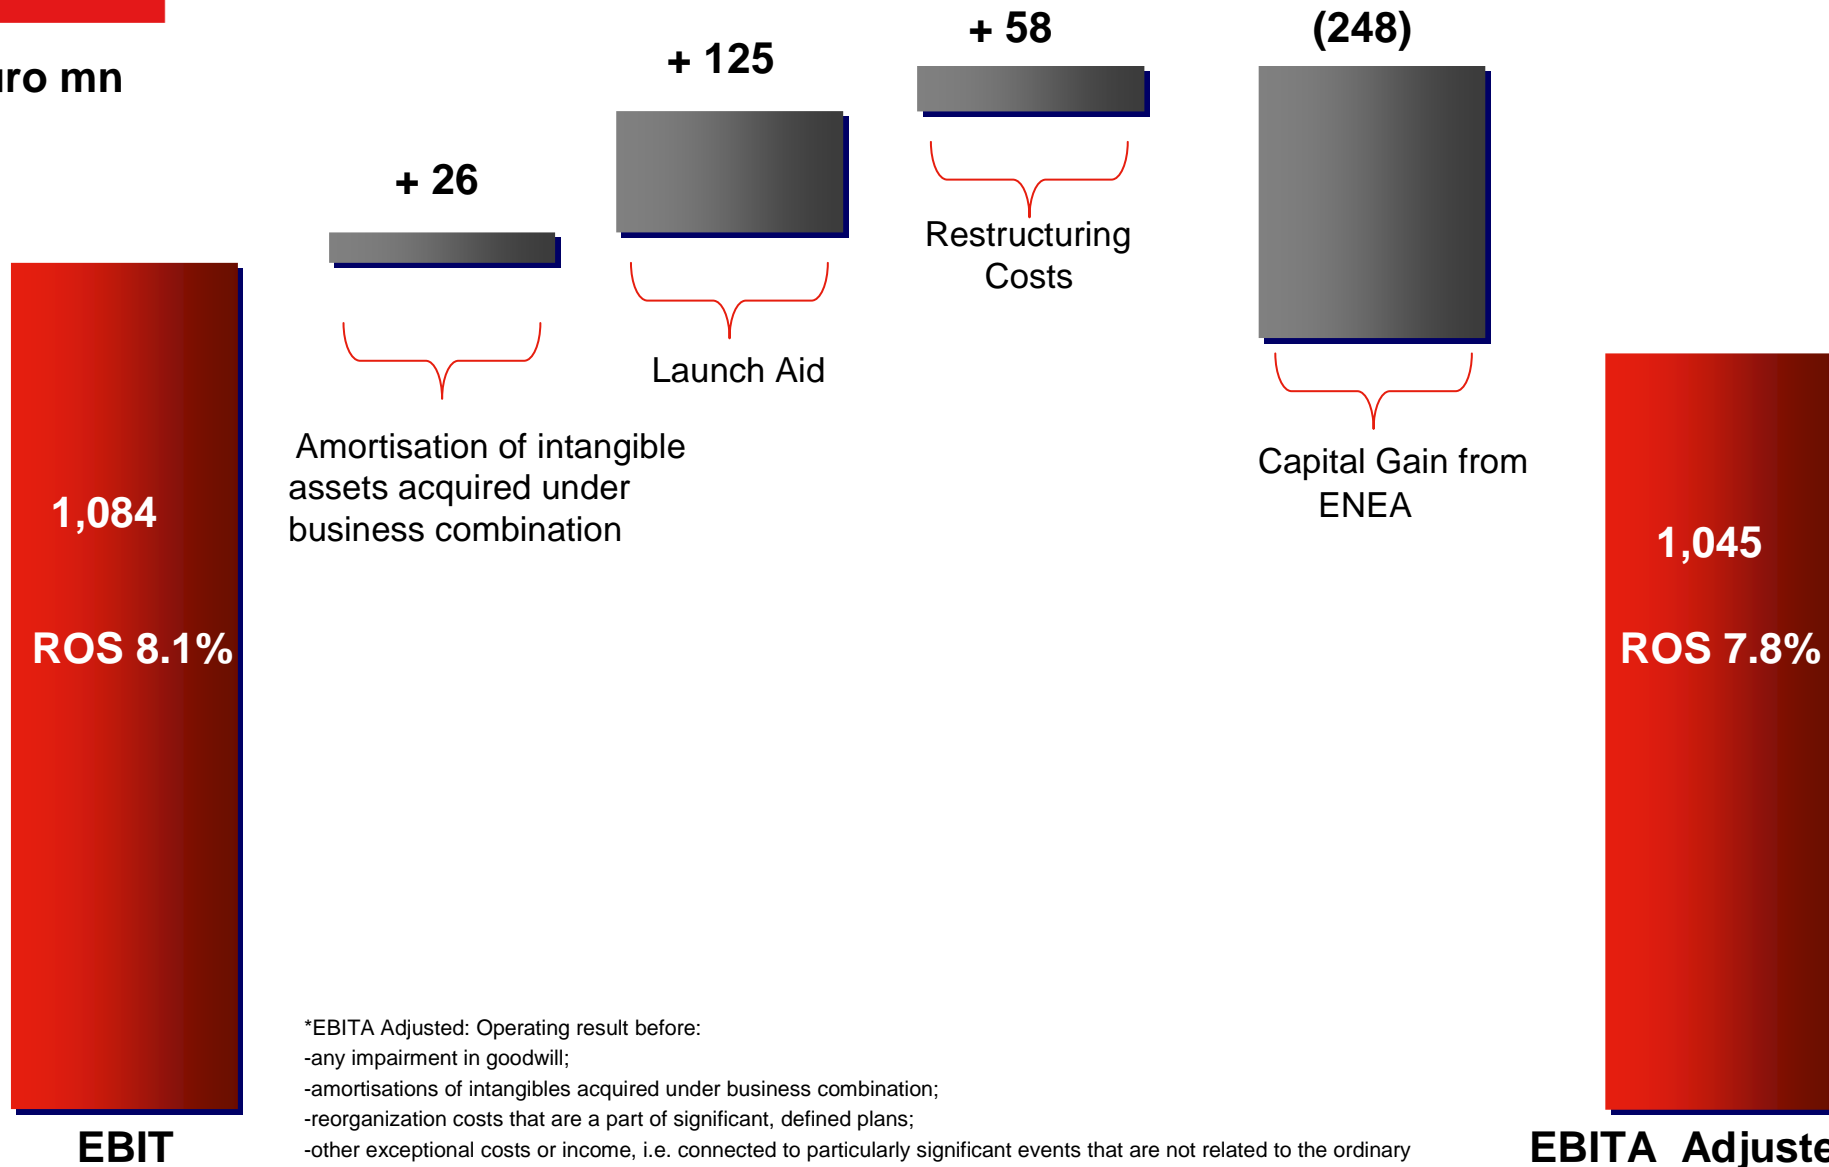 uro mn
+ 26
+ 125
+ 58
(248)
Amortisation of intangible
assets acquired under
business combination
Launch Aid
Restructuring
Costs
Capital Gain from
ENEA
1,084
ROS 8.1%
EBIT
1,045
ROS 7.8%
EBITA Adjuste
*EBITA Adjusted: Operating result before:
-any impairment in goodwill;
-amortisations of intangibles acquired under business combination;
-reorganization costs that are a part of significant, defined plans;
-other exceptional costs or income, i.e. connected to particularly significant events that are not related to the ordinary